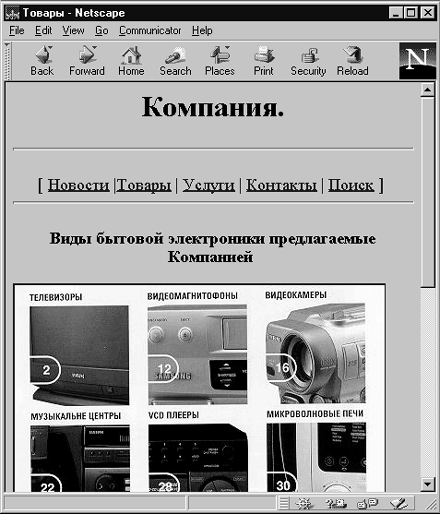 Товары - Netscape
File Edit View Go Communicator Help
Back Forward Home Search Places Print Security Reload
N
Компания.
[ Новости |Товары | Услуги | Контакты | Поиск ]
Виды бытовой электроники предлагаемые
Компанией
ТЕЛЕВИЗОРЫ ВИДЕОМАГНИТОФОНЫ ВИДЕОКАМЕРЫ
2 12 16
SAMSUNG
МУЗЫКАЛЬНЕ ЦЕНТРЫ VCD ПЛЕЕРЫ МИКРОВОЛНОВЫЕ ПЕЧИ
22 28 30